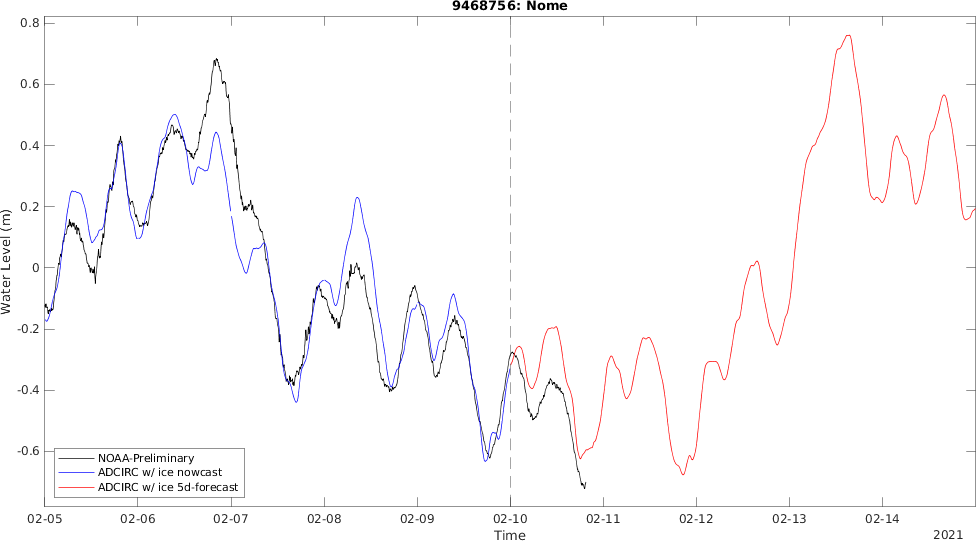 9468756: Nome
0.8
0.6
0.4
0.2
0
-0.2
-0.4
-0.6
Water Level (m)
NOAA-Preliminary
ADCIRC w/ ice nowcast
ADCIRC w/ ice 5d-forecast
02-05 02-06 02-07 02-08 02-09 02-10 02-11 02-12 02-13 02-14
Time
2021